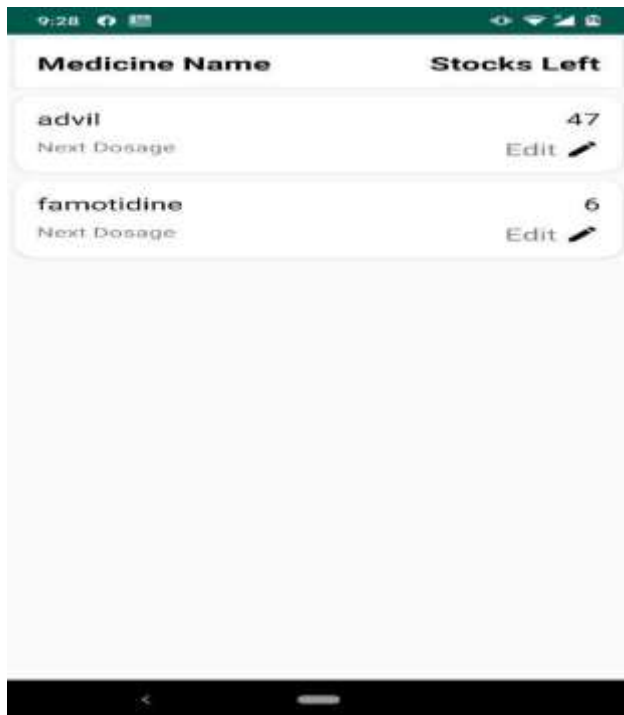 9:28
Medicine Name Stocks Left
advil 47
Next Dosage Edit
famotidine 6
Next Dosage Edit